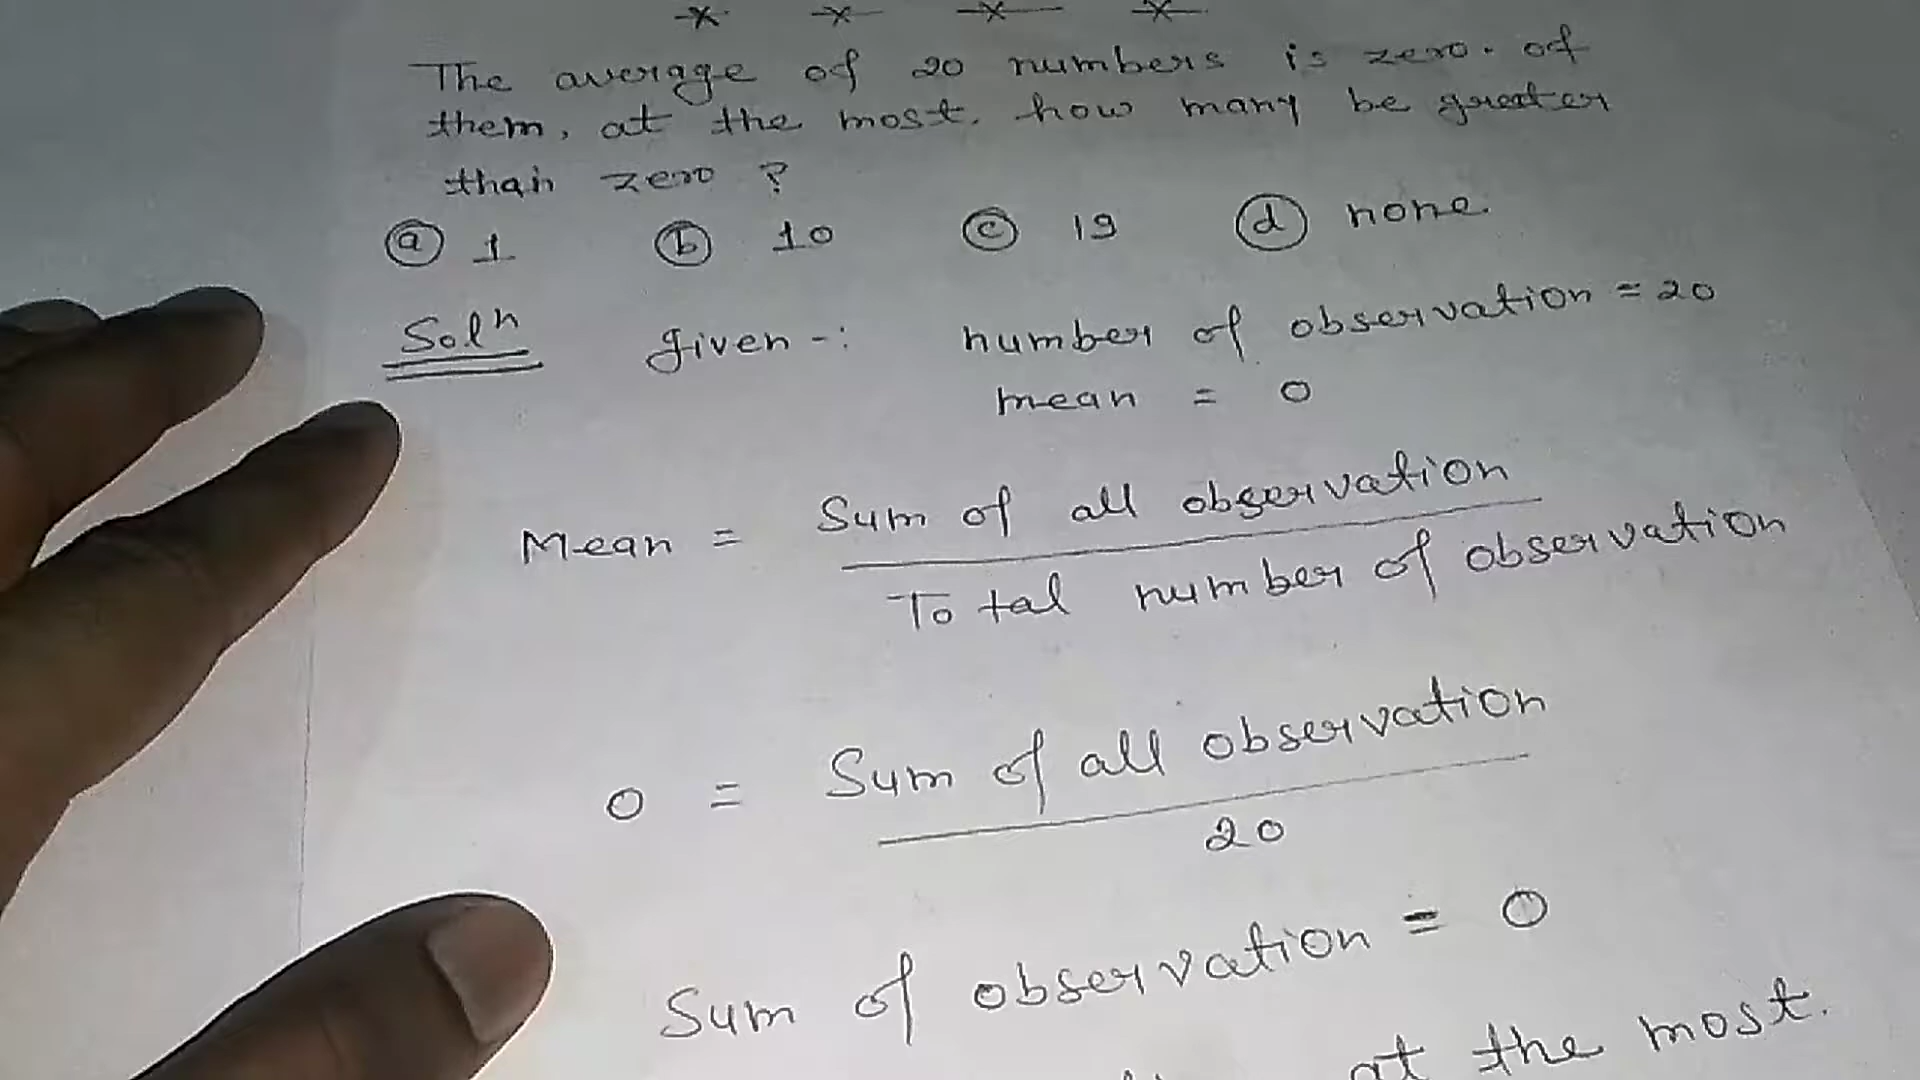 The average of 20 numbers is zero. of
them, at the most. how many be greater
than zero ?
(a) 1 (b) 10 (c) 19 (d) none.
Solⁿ given -: number of observation = 20
mean = 0
Mean = Sum of all observation
Total number of observation
0 = Sum of all observation
20
Sum of observation = 0
at the most.